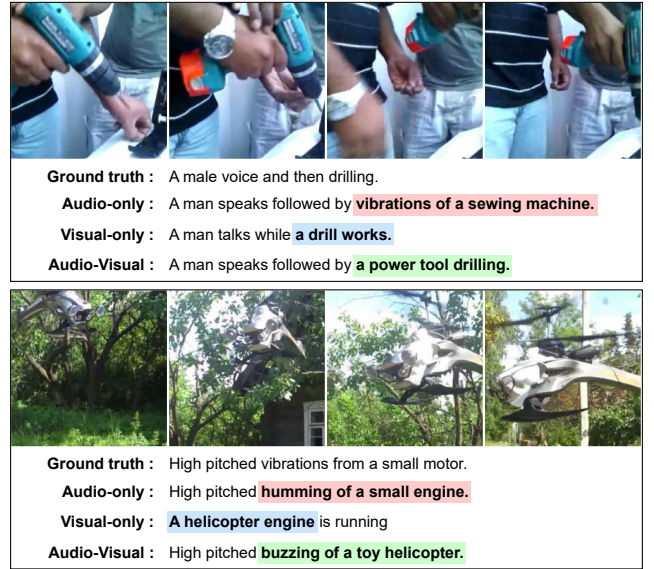 Ground truth : A male voice and then drilling.
Audio-only : A man speaks followed by vibrations of a sewing machine.
Visual-only : A man talks while a drill works.
Audio-Visual : A man speaks followed by a power tool drilling.
Ground truth : High pitched vibrations from a small motor.
Audio-only : High pitched humming of a small engine.
Visual-only : A helicopter engine is running
Audio-Visual : High pitched buzzing of a toy helicopter.